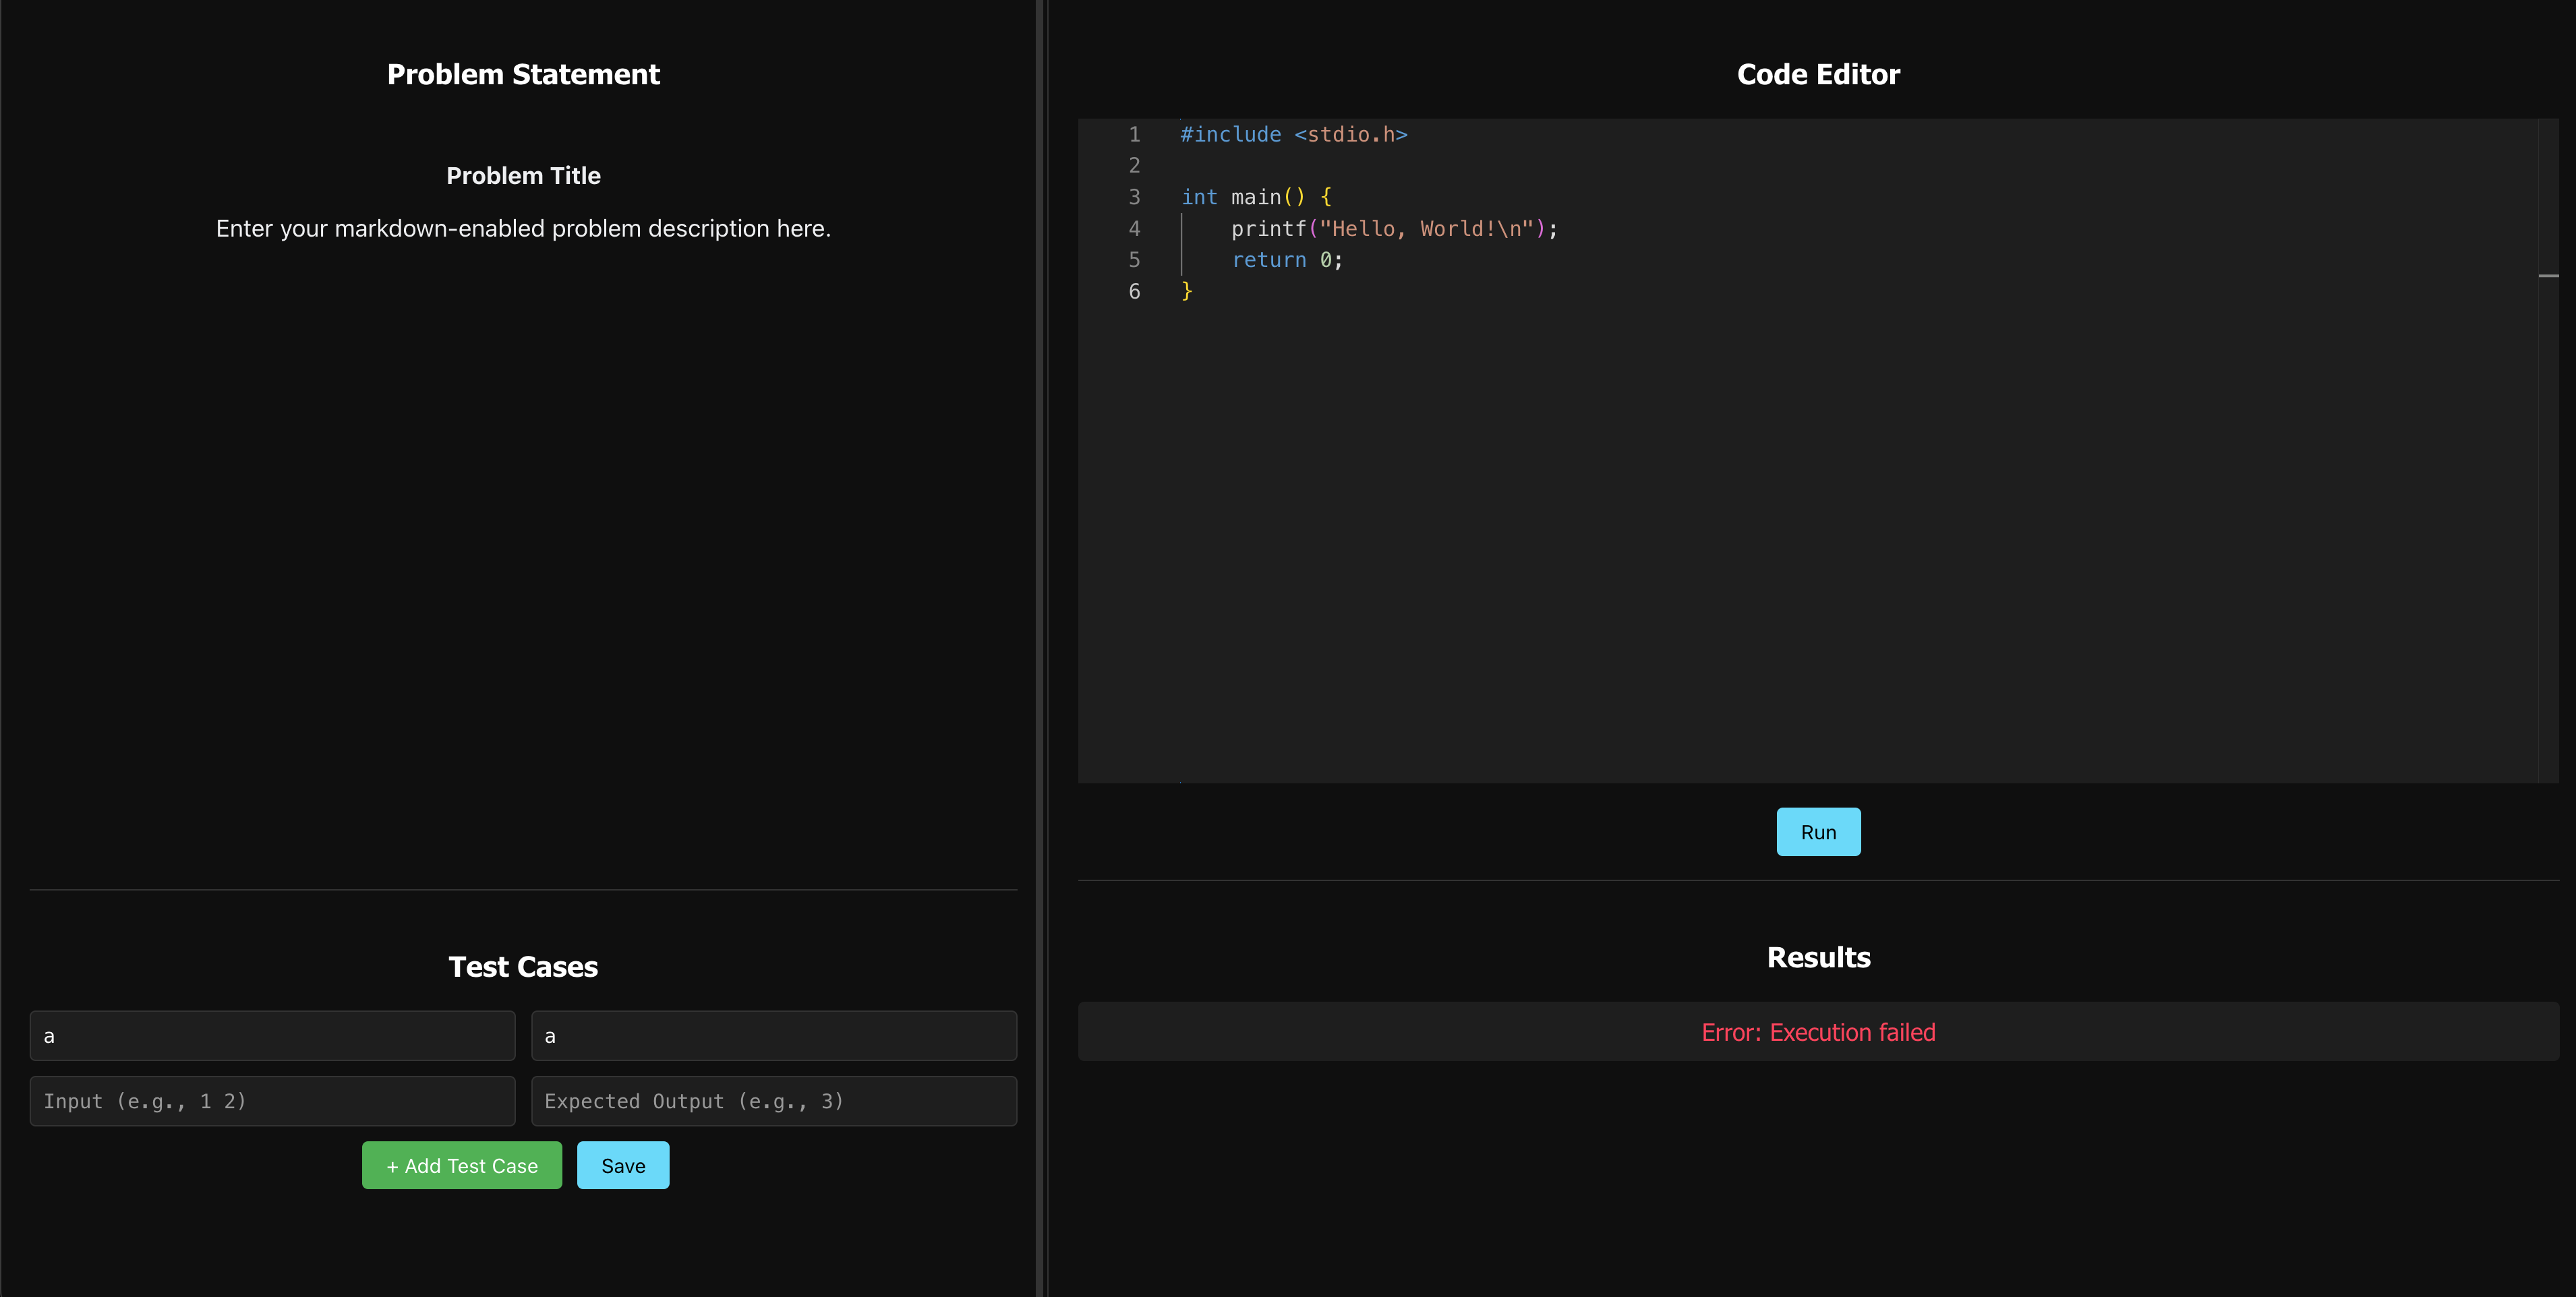 Problem Statement
Problem Title
Enter your markdown-enabled problem description here.
Test Cases
a
a
Input (e.g., 1 2)
Expected Output (e.g., 3)
+ Add Test Case
Save
Code Editor
1 #include <stdio.h>
2
3 int main() {
4     printf("Hello, World!\n");
5     return 0;
6 }
Run
Results
Error: Execution failed